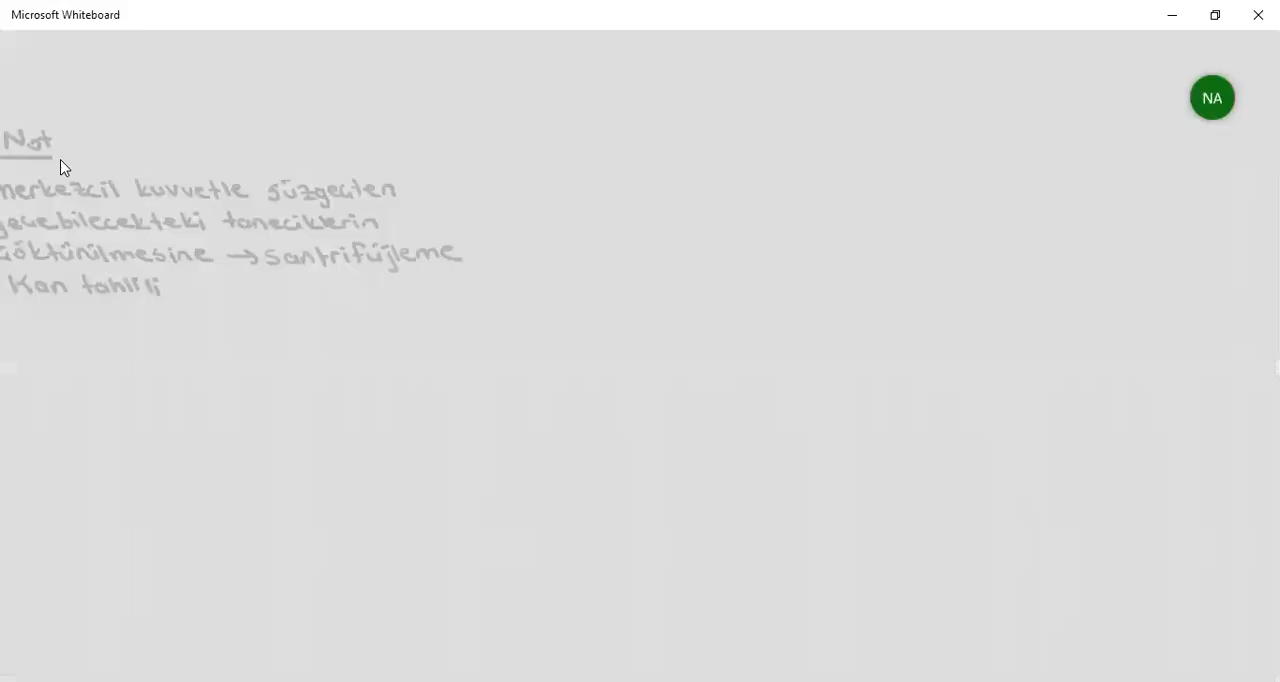 Microsoft Whiteboard
NA
Not
merkezcil kuvvetle süzgeçten
geçebilecekteki taneciklerin
çöktürülmesine → santrifüjleme
Kan tahlili